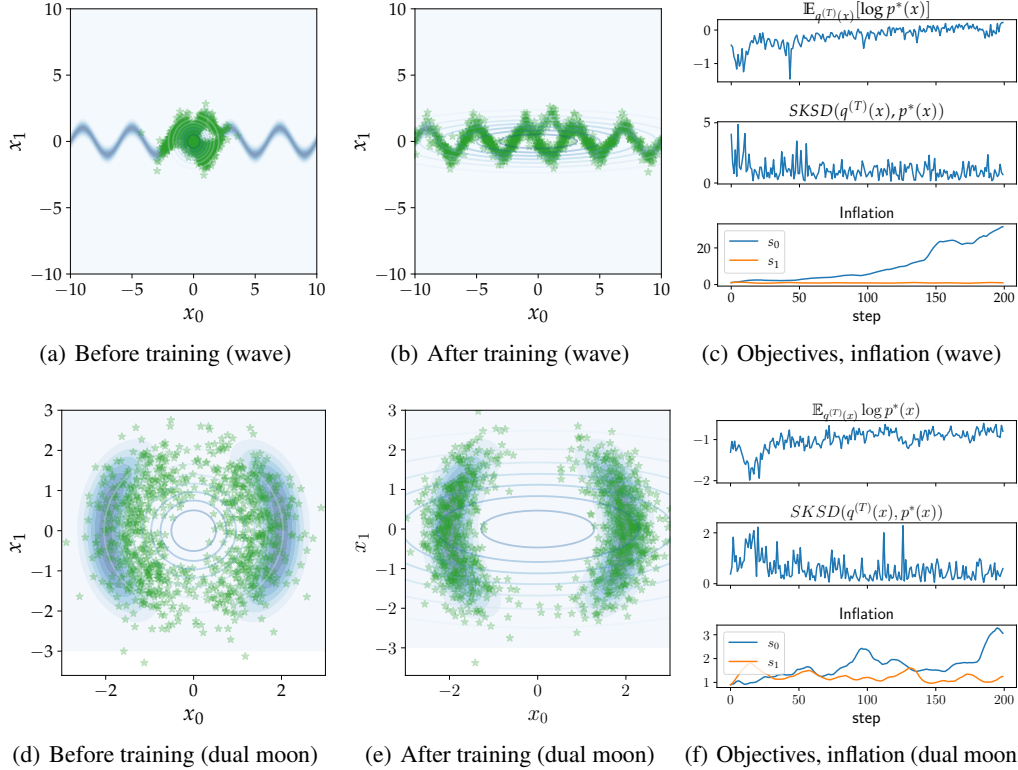 10
5
0
−5
−10
x₁
−10 −5 0 5 10
x₀
(a) Before training (wave)
10
5
0
−5
−10
x₁
−10 −5 0 5 10
x₀
(b) After training (wave)
𝔼_{q^{(T)}(x)}[log p*(x)]
0
−1
SKSD(q^{(T)}(x), p*(x))
5
0
Inflation
20
0
s₀
s₁
0 50 100 150 200
step
(c) Objectives, inflation (wave)
3
2
1
0
−1
−2
−3
x₁
−2 0 2
x₀
(d) Before training (dual moon)
3
2
1
0
−1
−2
−3
x₁
−2 0 2
x₀
(e) After training (dual moon)
𝔼_{q^{(T)}(x)} log p*(x)
−1
−2
SKSD(q^{(T)}(x), p*(x))
2
0
Inflation
3
2
1
s₀
s₁
0 50 100 150 200
step
(f) Objectives, inflation (dual moon